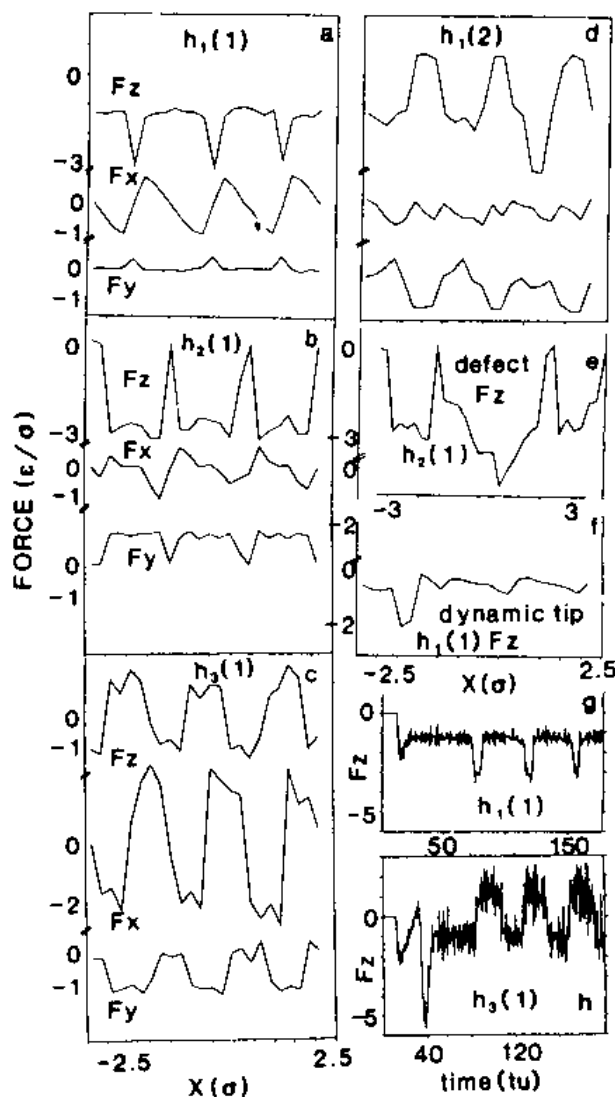 FORCE (ε/σ)
h₁(1) a
0
Fz
-3
Fx
0
-1
0
Fy
-1
b
h₂(1)
0
Fz
-3
Fx
0
-1
Fy
0
-1
h₃(1) c
0
-1
Fz
0
-2
Fx
0
-1
Fy
-2.5 2.5
X(σ)
h₁(2) d
0 e
defect
Fz
-3
0
h₂(1)
-3 3
+2
0
f
dynamic tip
-2
h₁(1) Fz
-2.5 2.5
X(σ)
g
0
Fz
-5
h₁(1)
50 150
0
Fz
-5
h₃(1) h
40 120
time(tu)